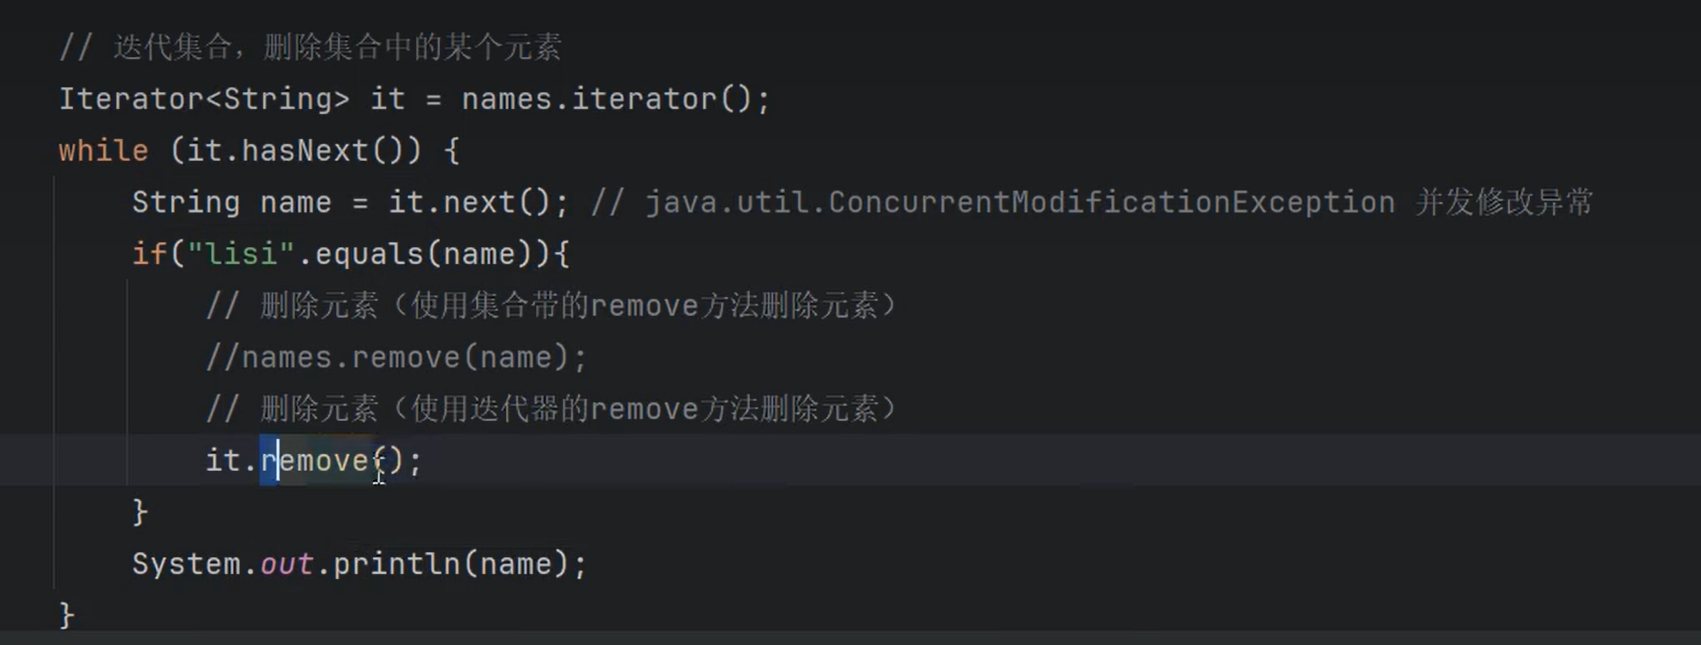 // 迭代集合，删除集合中的某个元素
Iterator<String> it = names.iterator();
while (it.hasNext()) {
    String name = it.next(); // java.util.ConcurrentModificationException 并发修改异常
    if("lisi".equals(name)){
        // 删除元素（使用集合带的remove方法删除元素）
        //names.remove(name);
        // 删除元素（使用迭代器的remove方法删除元素）
        it.remove();
    }
    System.out.println(name);
}